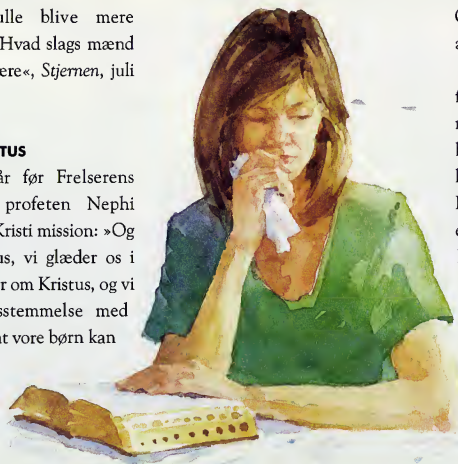 ulle blive mere
Hvad slags mænd
ere«, Stjernen, juli
TUS
år før Frelserens
profeten Nephi
Kristi mission: »Og
us, vi glæder os i
r om Kristus, og vi
sstemmelse med
nt vore børn kan